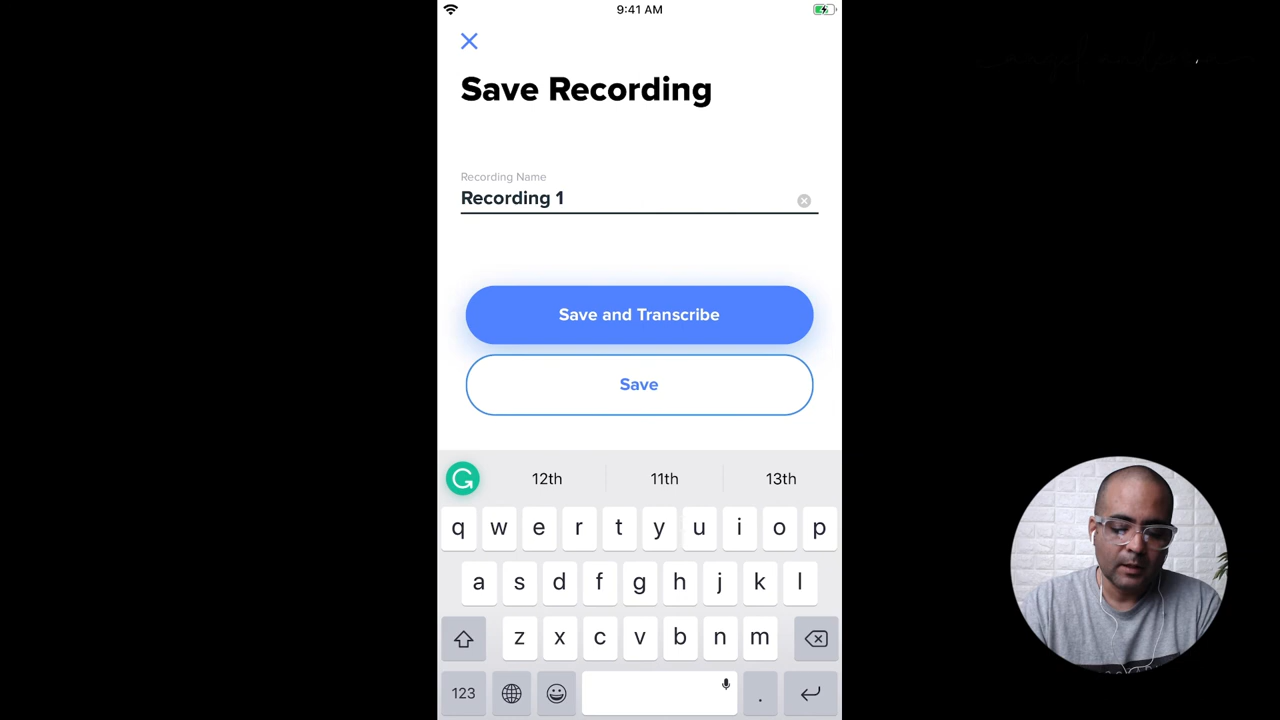 9:41 AM
Save Recording
Recording Name
Recording 1
Save and Transcribe
Save
12th 11th 13th
q w e r t y u i o p
a s d f g h j k l
z x c v b n m
123 .